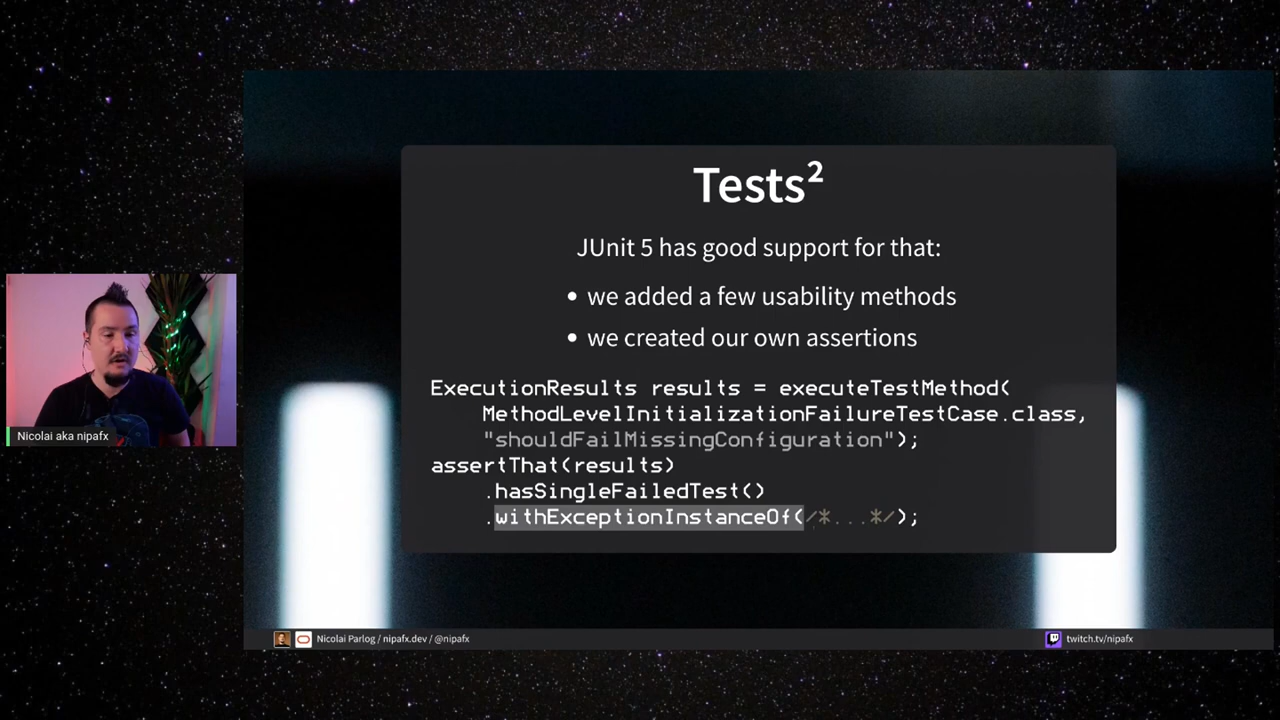 Tests²
JUnit 5 has good support for that:
• we added a few usability methods
• we created our own assertions
ExecutionResults results = executeTestMethod(
MethodLevelInitializationFailureTestCase.class,
"shouldFailMissingConfiguration");
assertThat(results)
.hasSingleFailedTest()
.withExceptionInstanceOf(/*...*/);
Nicolai aka nipafx
Nicolai Parlog / nipafx.dev / @nipafx
twitch.tv/nipafx